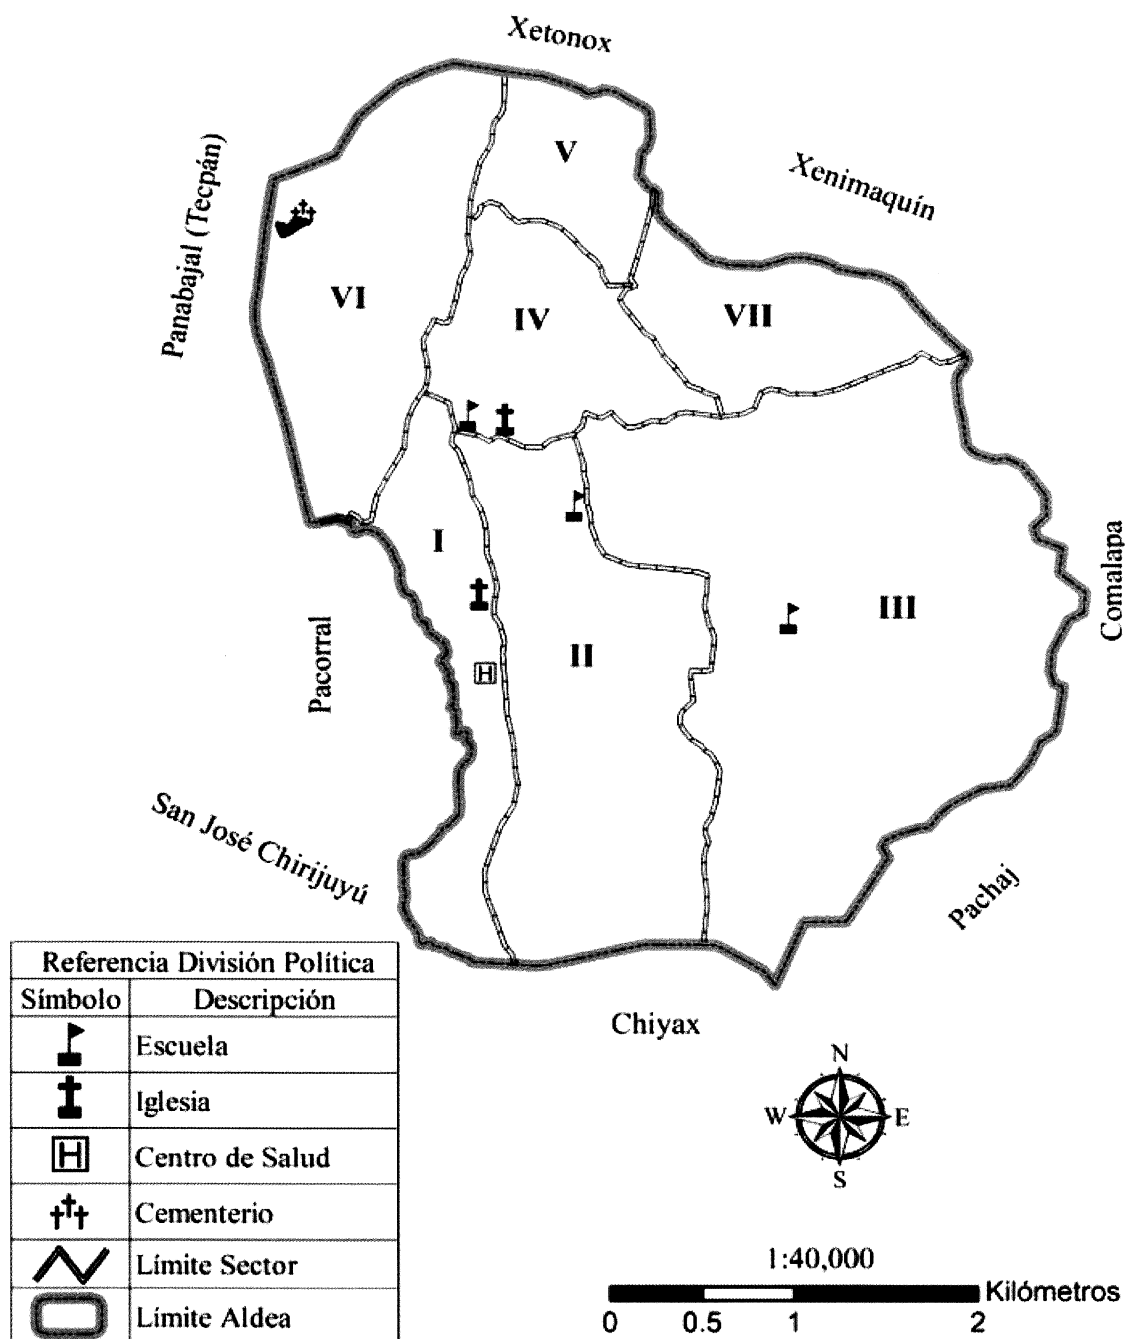 Xetonox
V
Xenimaquín
Panabajal (Tecpán)
VI
IV
VII
I
II
III
Comalapa
Pacorral
San José Chirijuyú
Pachaj
Chiyax
Referencia División Política
Símbolo Descripción
Escuela
Iglesia
H Centro de Salud
Cementerio
Límite Sector
Límite Aldea
H
N
W E
S
1:40,000
Kilómetros
0 0.5 1 2